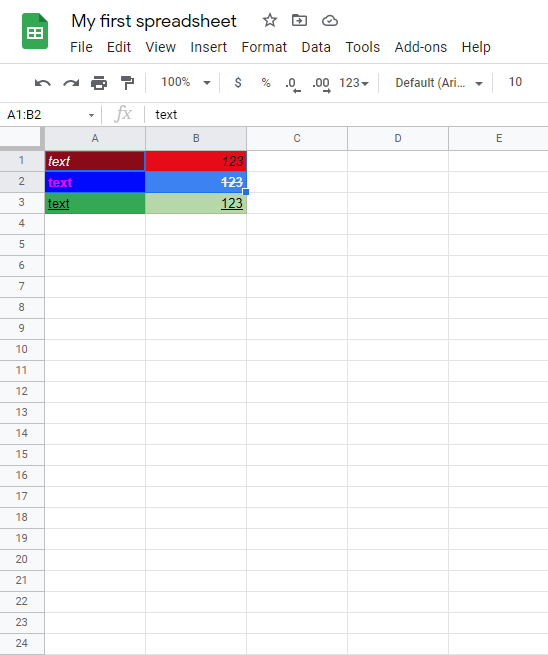 My first spreadsheet
File Edit View Insert Format Data Tools Add-ons Help
100% $ % .0 .00 123 Default (Ari... 10
A1:B2 fx text
A B C D E
1 text 123
2 text 123
3 text 123
4
5
6
7
8
9
10
11
12
13
14
15
16
17
18
19
20
21
22
23
24